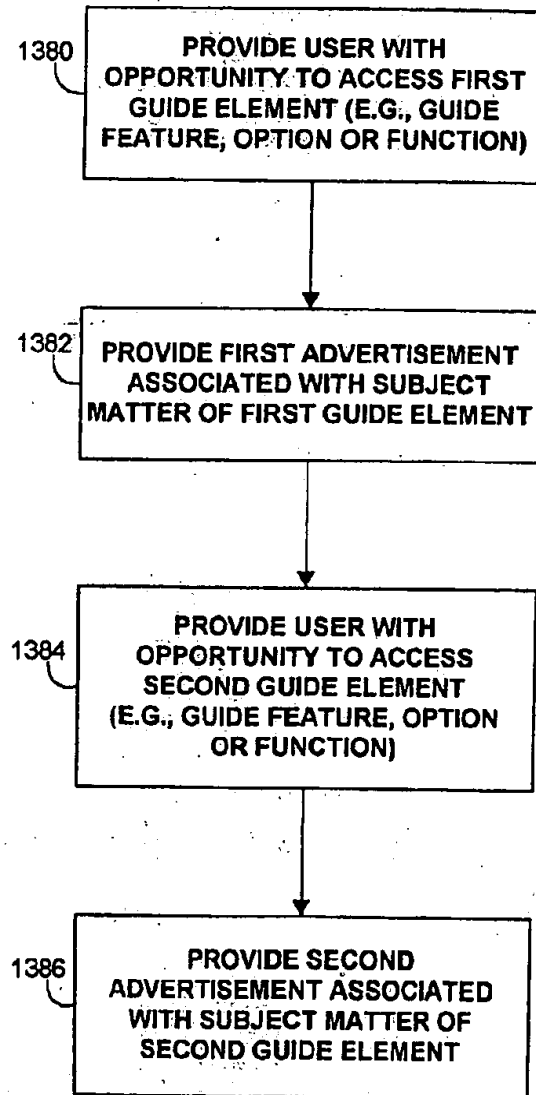 1380
PROVIDE USER WITH
OPPORTUNITY TO ACCESS FIRST
GUIDE ELEMENT (E.G., GUIDE
FEATURE, OPTION OR FUNCTION)
1382
PROVIDE FIRST ADVERTISEMENT
ASSOCIATED WITH SUBJECT
MATTER OF FIRST GUIDE ELEMENT
1384
PROVIDE USER WITH
OPPORTUNITY TO ACCESS
SECOND GUIDE ELEMENT
(E.G., GUIDE FEATURE, OPTION
OR FUNCTION)
1386
PROVIDE SECOND
ADVERTISEMENT ASSOCIATED
WITH SUBJECT MATTER OF
SECOND GUIDE ELEMENT